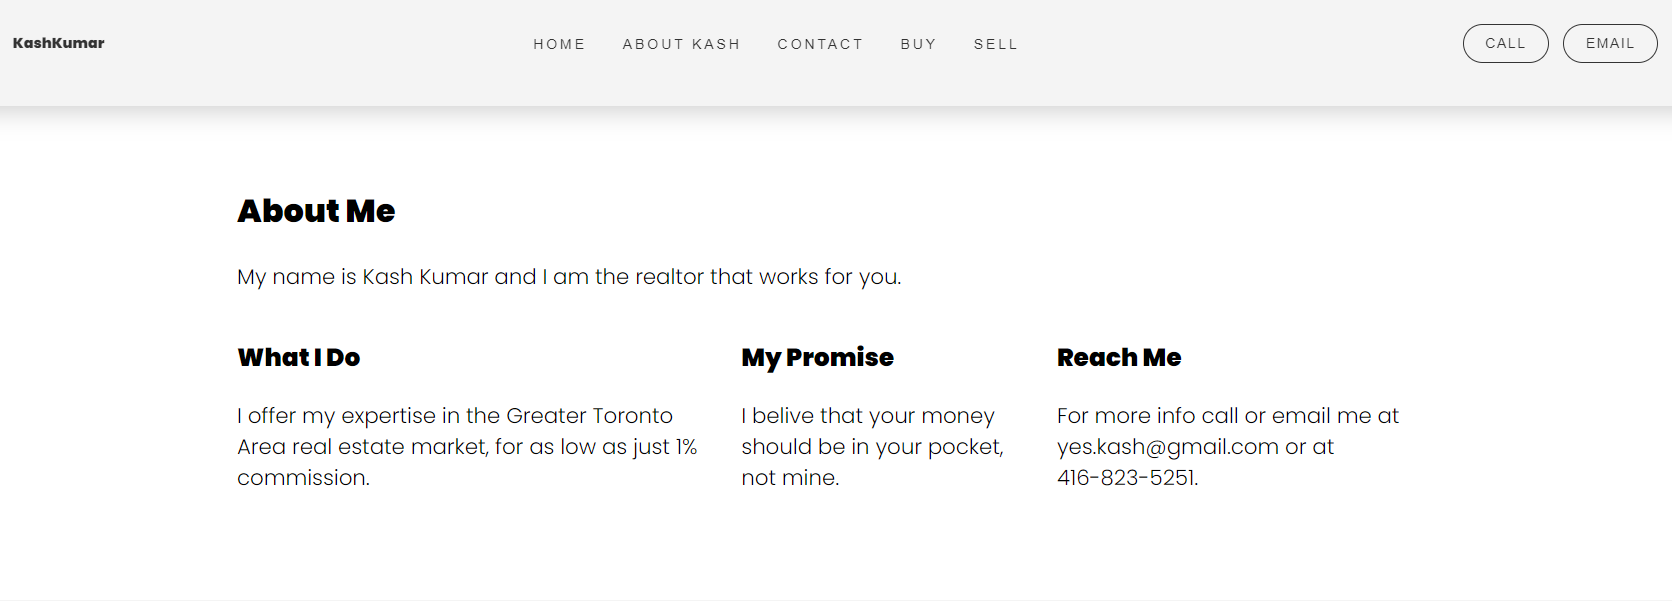 KashKumar
HOME ABOUT KASH CONTACT BUY SELL
CALL EMAIL
About Me
My name is Kash Kumar and I am the realtor that works for you.
What I Do
I offer my expertise in the Greater Toronto
Area real estate market, for as low as just 1%
commission.
My Promise
I belive that your money
should be in your pocket,
not mine.
Reach Me
For more info call or email me at
yes.kash@gmail.com or at
416-823-5251.